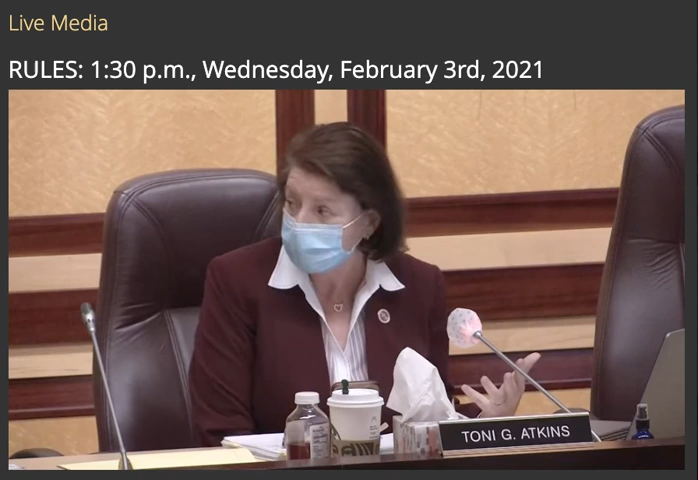 Live Media
RULES: 1:30 p.m., Wednesday, February 3rd, 2021
TONI G. ATKINS